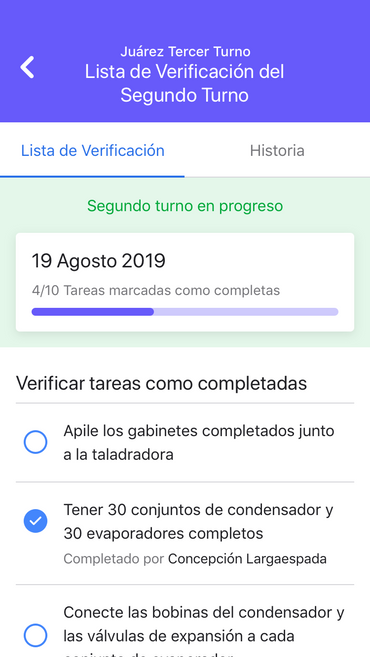 Juárez Tercer Turno
Lista de Verificación del
Segundo Turno
Lista de Verificación
Historia
Segundo turno en progreso
19 Agosto 2019
4/10 Tareas marcadas como completas
Verificar tareas como completadas
Apile los gabinetes completados junto
a la taladradora
Tener 30 conjuntos de condensador y
30 evaporadores completos
Completado por Concepción Largaespada
Conecte las bobinas del condensador y
las válvulas de expansión a cada
conjunto de evaporador